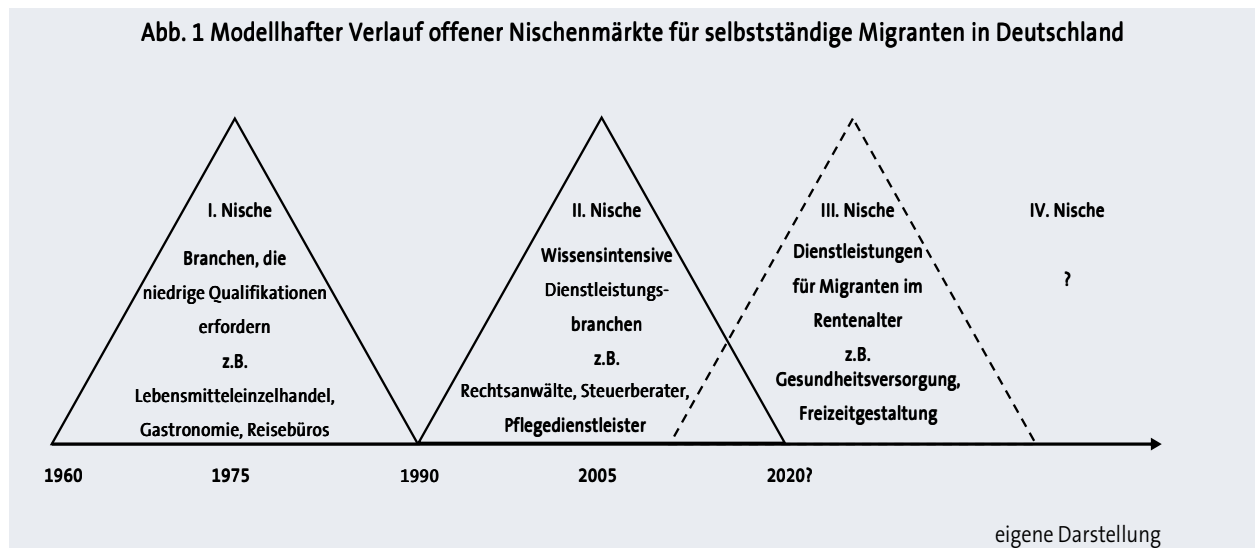 Abb. 1 Modellhafter Verlauf offener Nischenmärkte für selbstständige Migranten in Deutschland
I. Nische
Branchen, die
niedrige Qualifikationen
erfordern
z.B.
Lebensmitteleinzelhandel,
Gastronomie, Reisebüros
II. Nische
Wissensintensive
Dienstleistungs-
branchen
z.B.
Rechtsanwälte, Steuerberater,
Pflegedienstleister
III. Nische
Dienstleistungen
für Migranten im
Rentenalter
z.B.
Gesundheitsversorgung,
Freizeitgestaltung
IV. Nische
?
1960 1975 1990 2005 2020?
eigene Darstellung